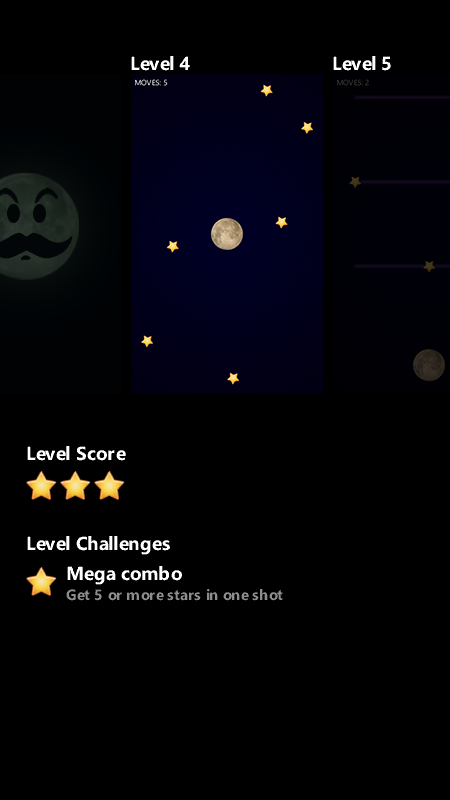 Level 4
Level 5
MOVES: 5
MOVES: 2
Level Score
Level Challenges
Mega combo
Get 5 or more stars in one shot